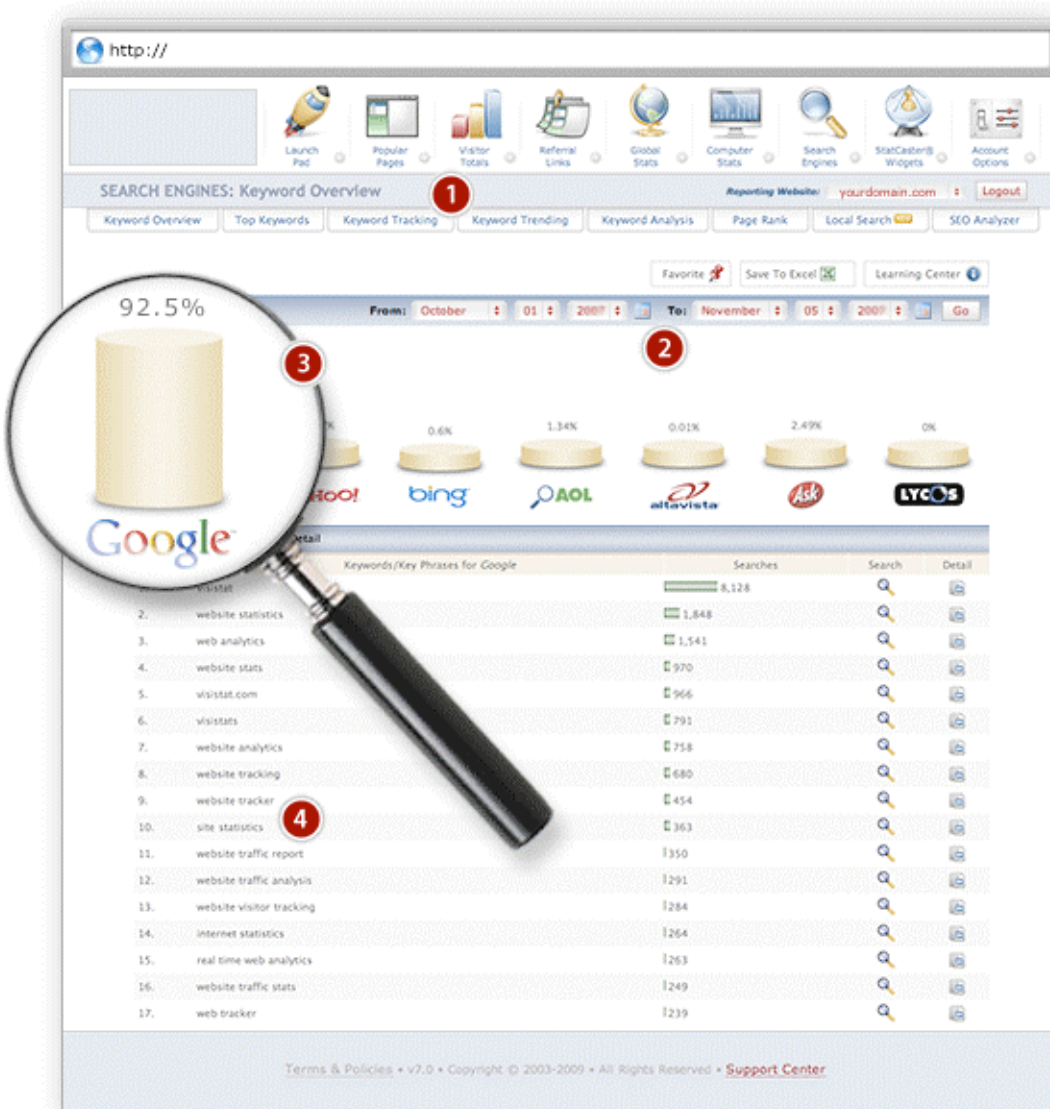 http://
Launch Pad
Popular Pages
Visitor Totals
Referral Links
Global Stats
Computer Stats
Search Engines
StatCaster® Widgets
Account Options
SEARCH ENGINES: Keyword Overview
1
Reporting Website: yourdomain.com Logout
Keyword Overview Top Keywords Keyword Tracking Keyword Trending Keyword Analysis Page Rank Local Search NEW SEO Analyzer
Favorite Save To Excel Learning Center
From: October 01 To: November 05 Go
92.5%
3
2
0.6% 1.34% 0.01% 2.49% 0%
Google™ bing AOL altavista Ask LYCOS
Keywords/Key Phrases for Google Searches Search Detail
visistat 8,128
2. website statistics 1,848
3. web analytics 1,541
4. website stats 970
5. visistat.com 966
6. visistats 791
7. website analytics 758
8. website tracking 680
9. website tracker 454
4
10. site statistics 363
11. website traffic report 350
12. website traffic analysis 291
13. website visitor tracking 284
14. internet statistics 264
15. real time web analytics 263
16. website traffic stats 249
17. web tracker 239
Terms & Policies • v7.0 • Copyright © 2003-2009 • All Rights Reserved • Support Center